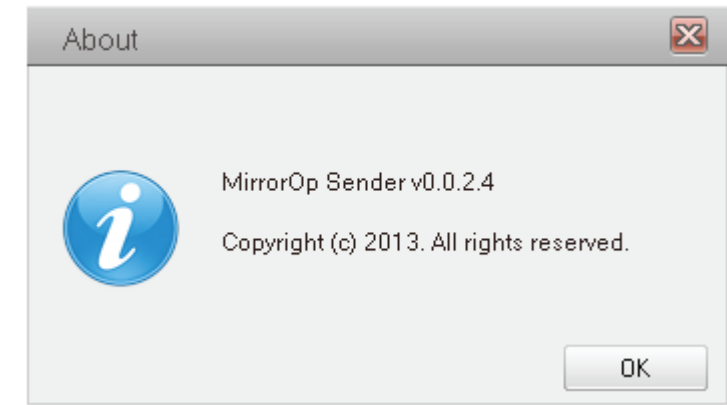 About
MirrorOp Sender v0.0.2.4
Copyright (c) 2013. All rights reserved.
OK